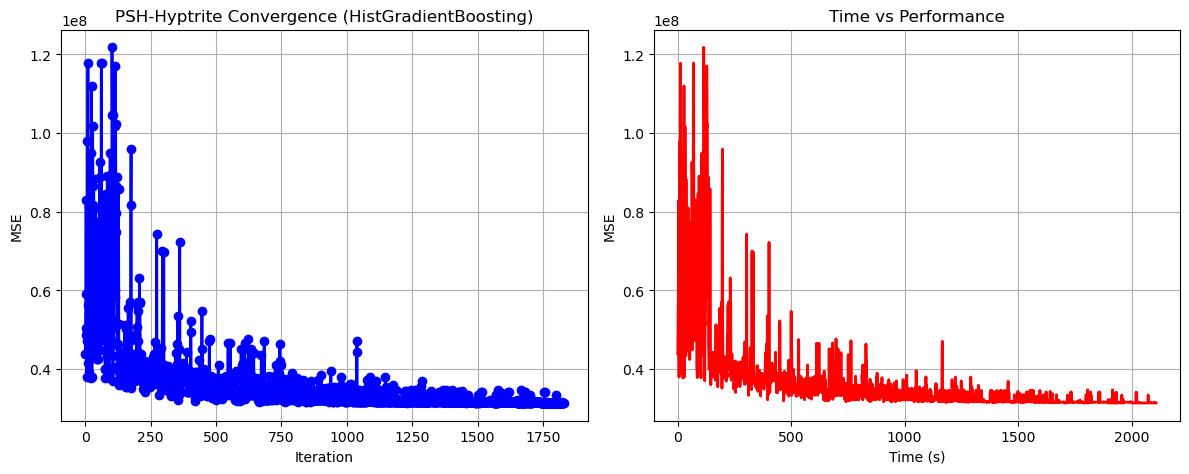 PSH-Hyptrite Convergence (HistGradientBoosting)
1e8
1.2
1.0
0.8
0.6
0.4
MSE
0 250 500 750 1000 1250 1500 1750
Iteration
Time vs Performance
1e8
1.2
1.0
0.8
0.6
0.4
MSE
0 500 1000 1500 2000
Time (s)